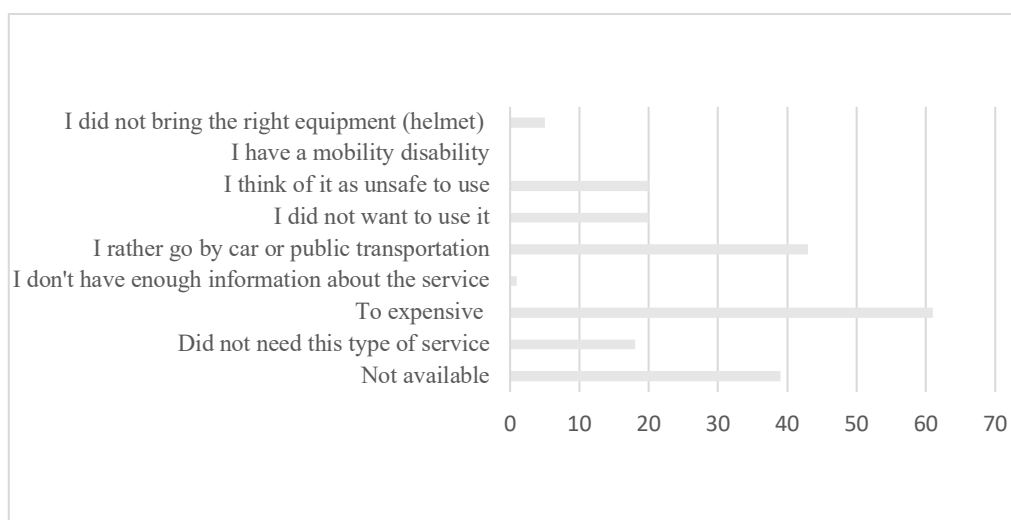 I did not bring the right equipment (helmet)
I have a mobility disability
I think of it as unsafe to use
I did not want to use it
I rather go by car or public transportation
I don't have enough information about the service
To expensive
Did not need this type of service
Not available
0 10 20 30 40 50 60 70